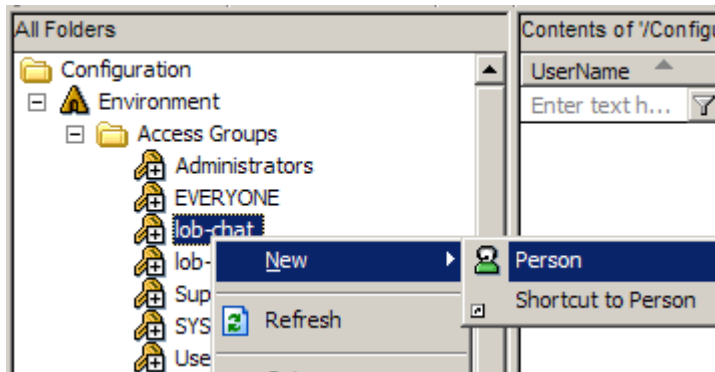 All Folders
Contents of "/Configu
Configuration
UserName
Environment
Enter text h...
Access Groups
Administrators
EVERYONE
lob-chat
lob-
New
Person
Sup
Shortcut to Person
SYS
Refresh
Use